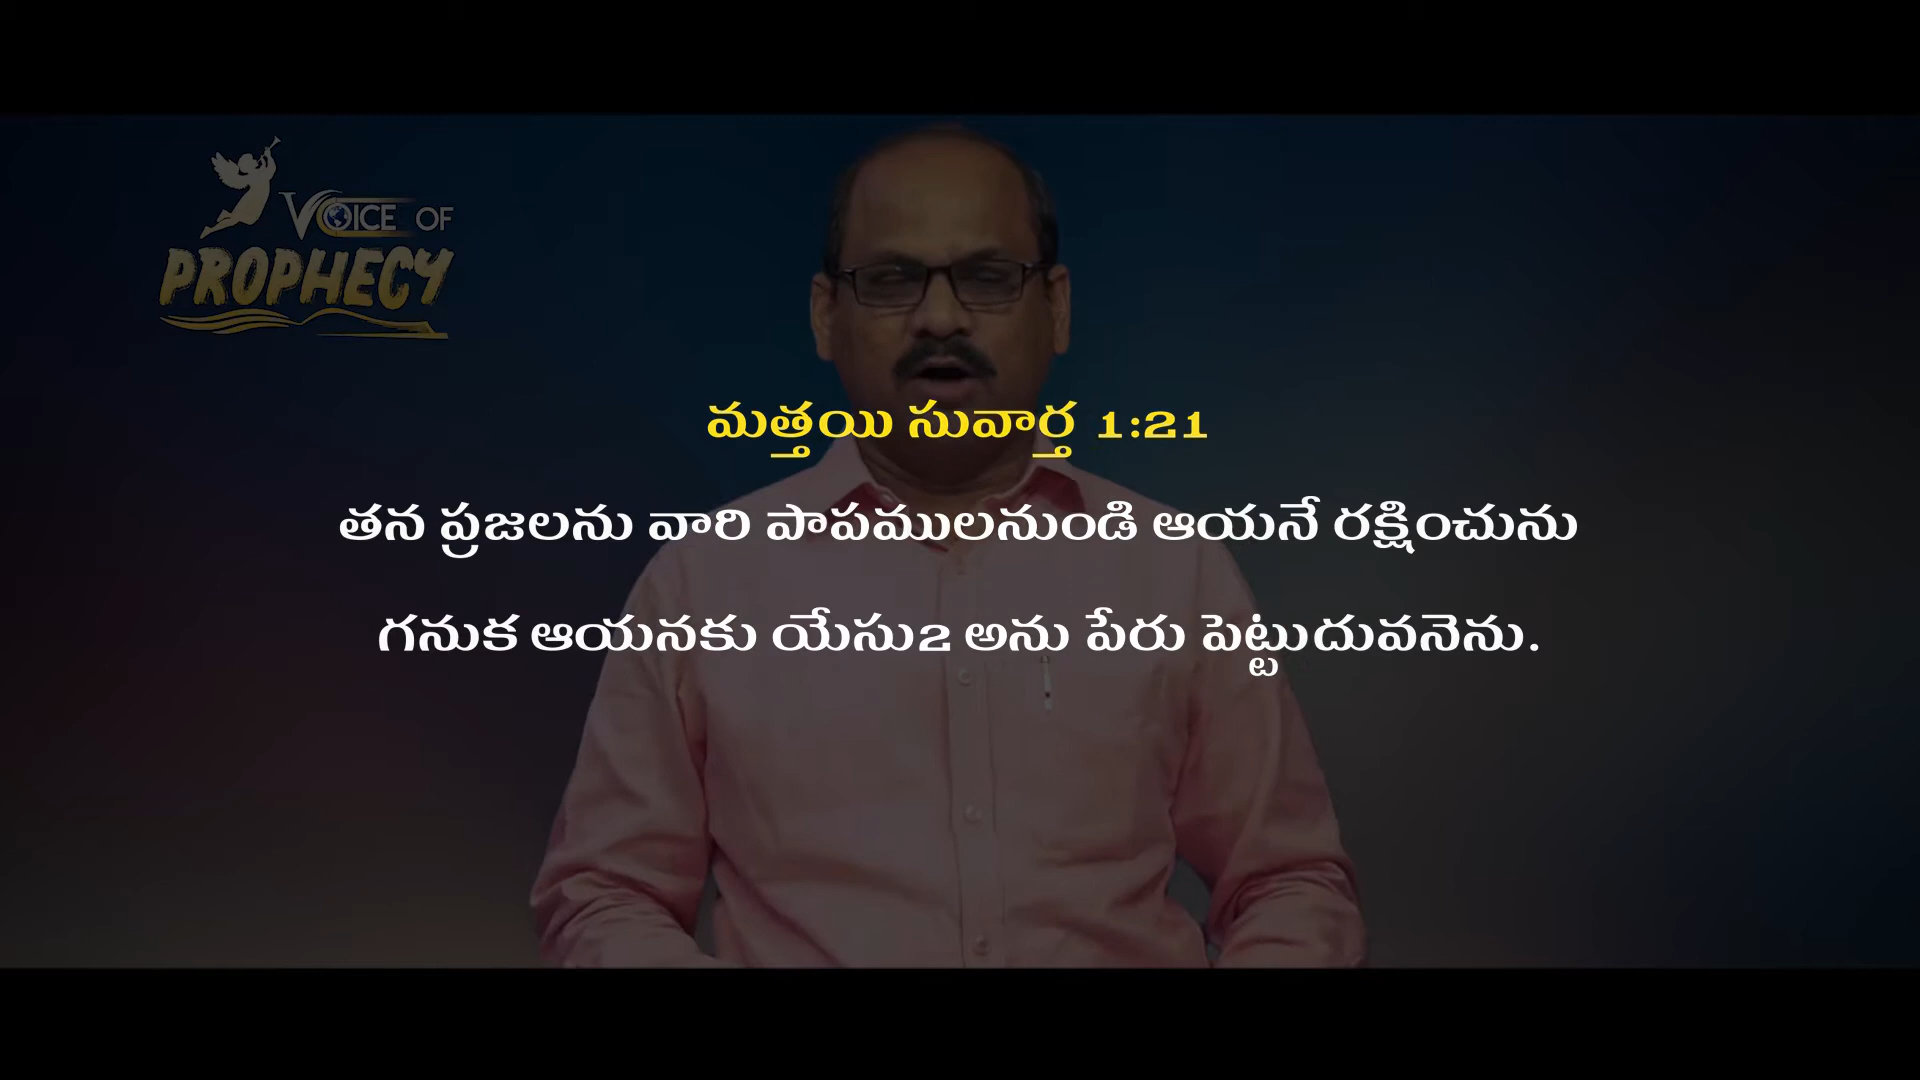 VOICE OF
PROPHECY
మత్తయి సువార్త 1:21
తన ప్రజలను వారి పాపములనుండి ఆయనే రక్షించును
గనుక ఆయనకు యేసు2 అను పేరు పెట్టుదువనెను.